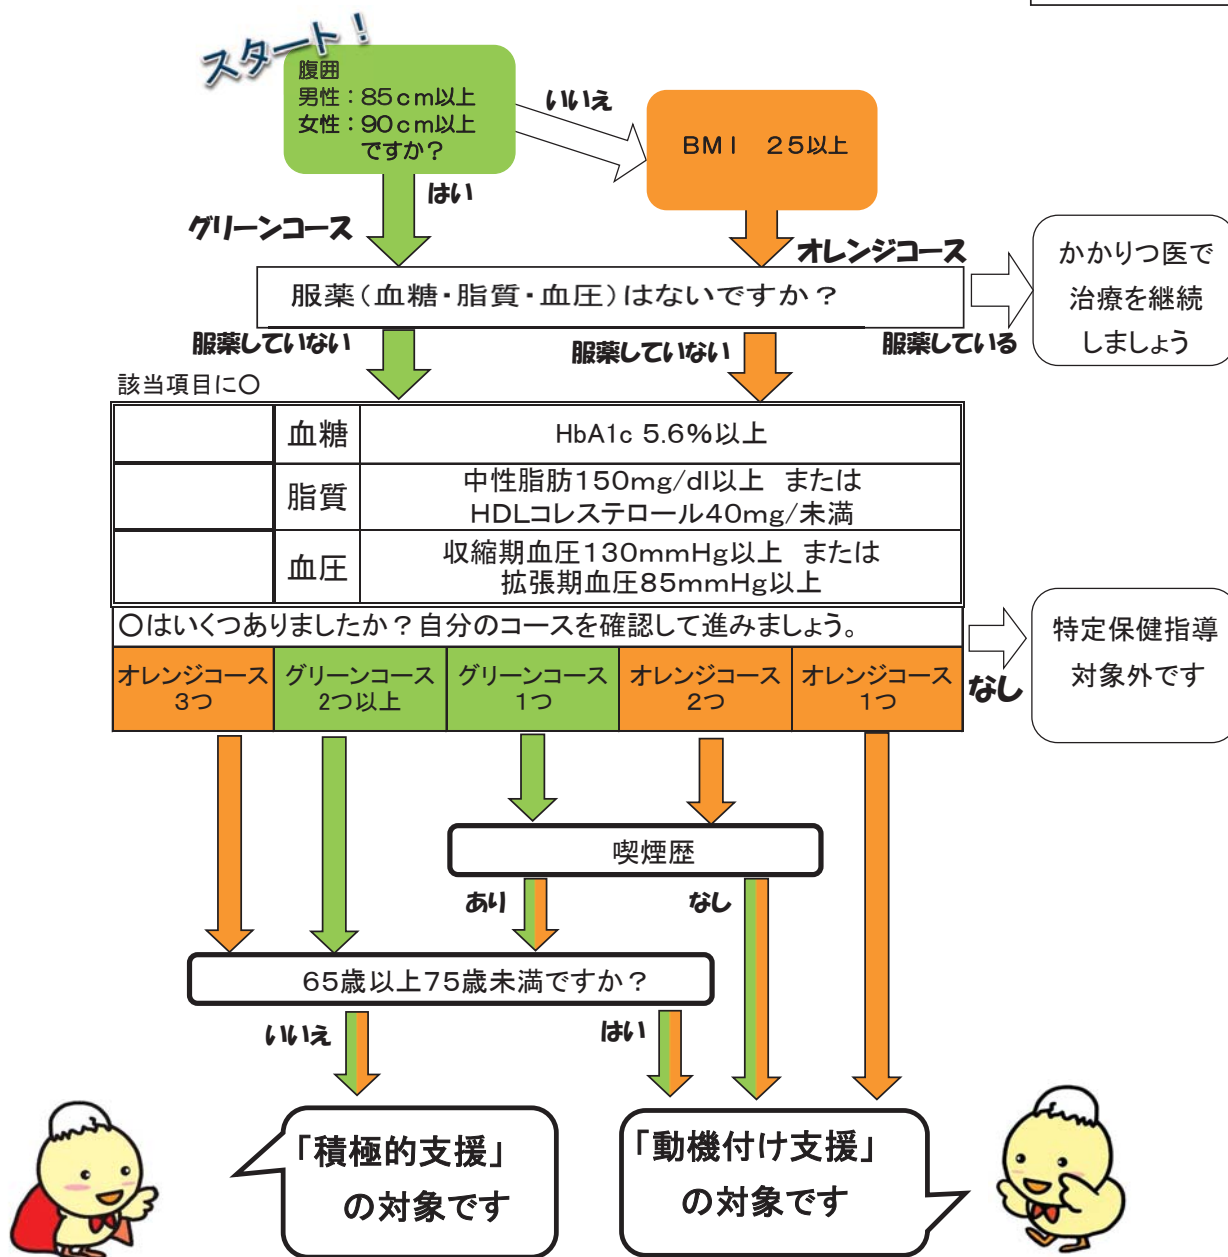 スタート！
腹囲
男性：85cm以上
女性：90cm以上
ですか？
いいえ
BMI　25以上
はい
グリーンコース
オレンジコース
服薬（血糖・脂質・血圧）はないですか？
かかりつ医で
治療を継続
しましょう
服薬していない
服薬していない
服薬している
該当項目に○
血糖
HbA1c 5.6%以上
脂質
中性脂肪150mg/dl以上　または
HDLコレステロール40mg/未満
血圧
収縮期血圧130mmHg以上　または
拡張期血圧85mmHg以上
○はいくつありましたか？自分のコースを確認して進みましょう。
なし
特定保健指導
対象外です
オレンジコース
3つ
グリーンコース
2つ以上
グリーンコース
1つ
オレンジコース
2つ
オレンジコース
1つ
喫煙歴
あり
なし
65歳以上75歳未満ですか？
いいえ
はい
「積極的支援」
の対象です
「動機付け支援」
の対象です